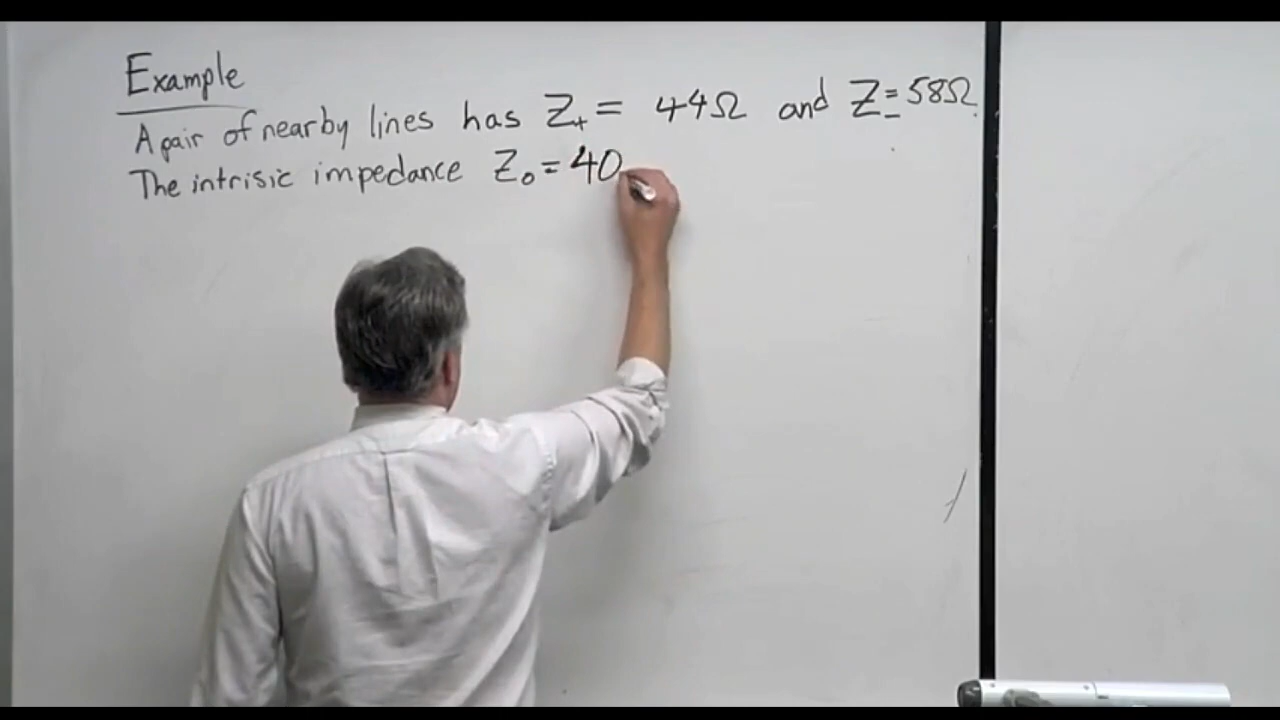 Example
A pair of nearby lines has Z+ = 44Ω and Z- = 58Ω.
The intrisic impedance Z0 = 40